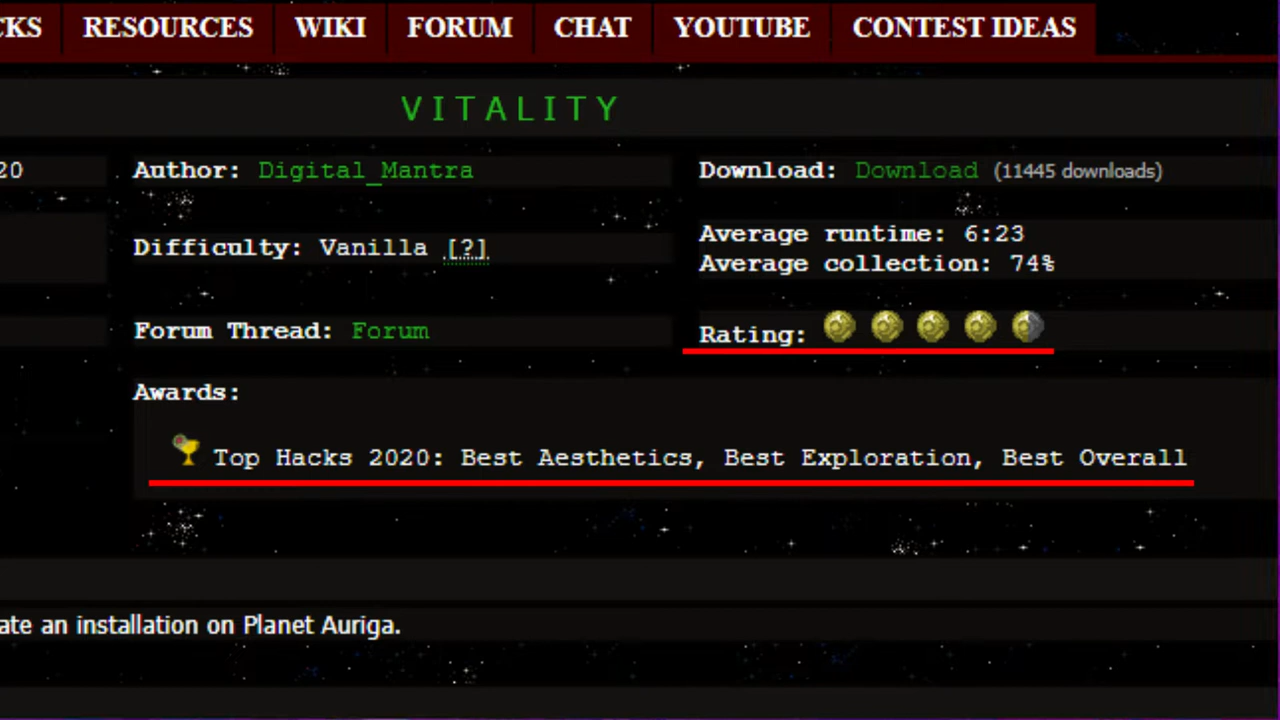 CKS RESOURCES WIKI FORUM CHAT YOUTUBE CONTEST IDEAS
VITALITY
20 Author: Digital_Mantra Download: Download (11445 downloads)
Difficulty: Vanilla [?]
Average runtime: 6:23
Average collection: 74%
Forum Thread: Forum
Rating:
Awards:
Top Hacks 2020: Best Aesthetics, Best Exploration, Best Overall
ate an installation on Planet Auriga.